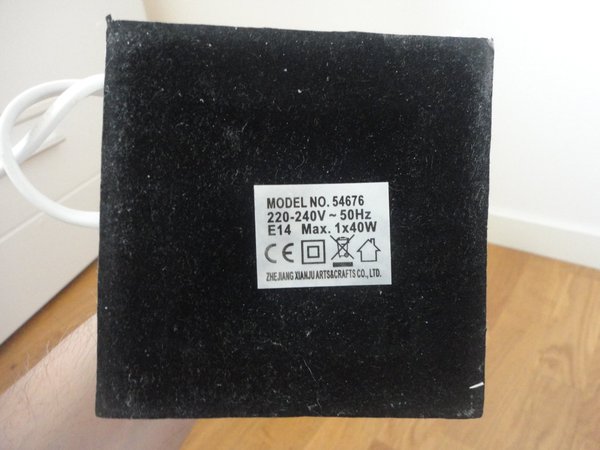 MODEL NO. 54676
220-240V ~ 50Hz
E14 Max. 1x40W
CE
ZHEJIANG XIANJU ARTS&CRAFTS CO., LTD.